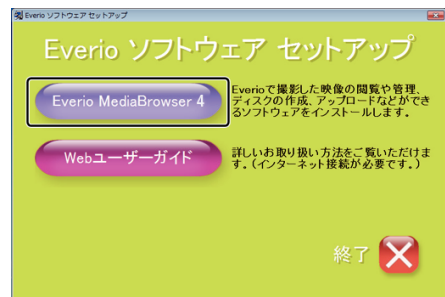 Everio ソフトウェア セットアップ
Everio ソフトウェア セットアップ
Everio MediaBrowser 4
Everioで撮影した映像の閲覧や管理、
ディスクの作成、アップロードなどができ
るソフトウェアをインストールします。
Webユーザーガイド
詳しいお取り扱い方法をご覧いただけま
す。(インターネット接続が必要です。)
終了